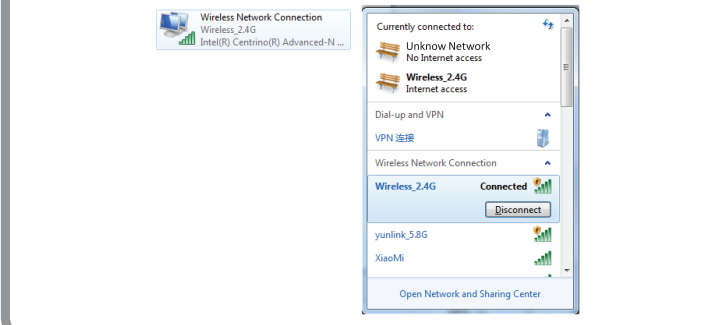 Wireless Network Connection
Wireless_2.4G
Intel(R) Centrino(R) Advanced-N ...
Currently connected to:
Unknow Network
No Internet access
Wireless_2.4G
Internet access
Dial-up and VPN
VPN 连接
Wireless Network Connection
Wireless_2.4G Connected
Disconnect
yunlink_5.8G
XiaoMi
Open Network and Sharing Center